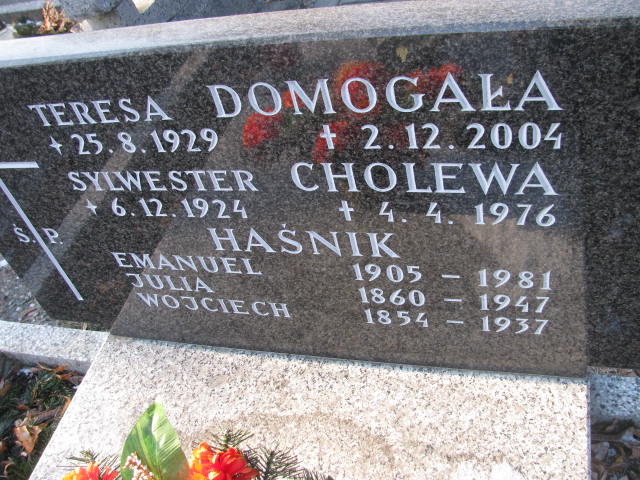 TERESA DOMOGAŁA
* 25.8.1929 ✝ 2.12.2004
SYLWESTER CHOLEWA
* 6.12.1924 ✝ 4.4.1976
Ś.P.
HAŚNIK
EMANUEL 1905 – 1981
JULIA 1860 – 1947
WOJCIECH 1854 – 1937